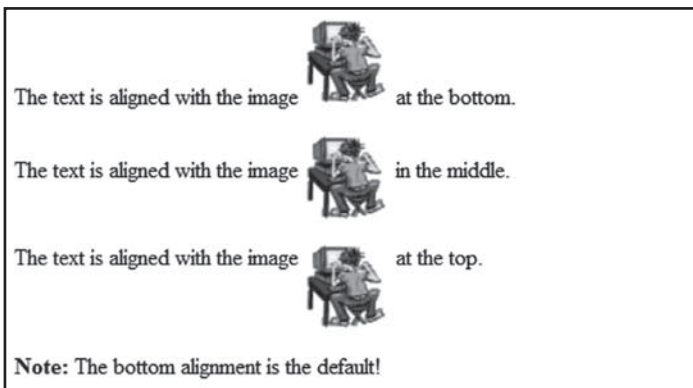 The text is aligned with the image at the bottom.
The text is aligned with the image in the middle.
The text is aligned with the image at the top.
Note: The bottom alignment is the default!